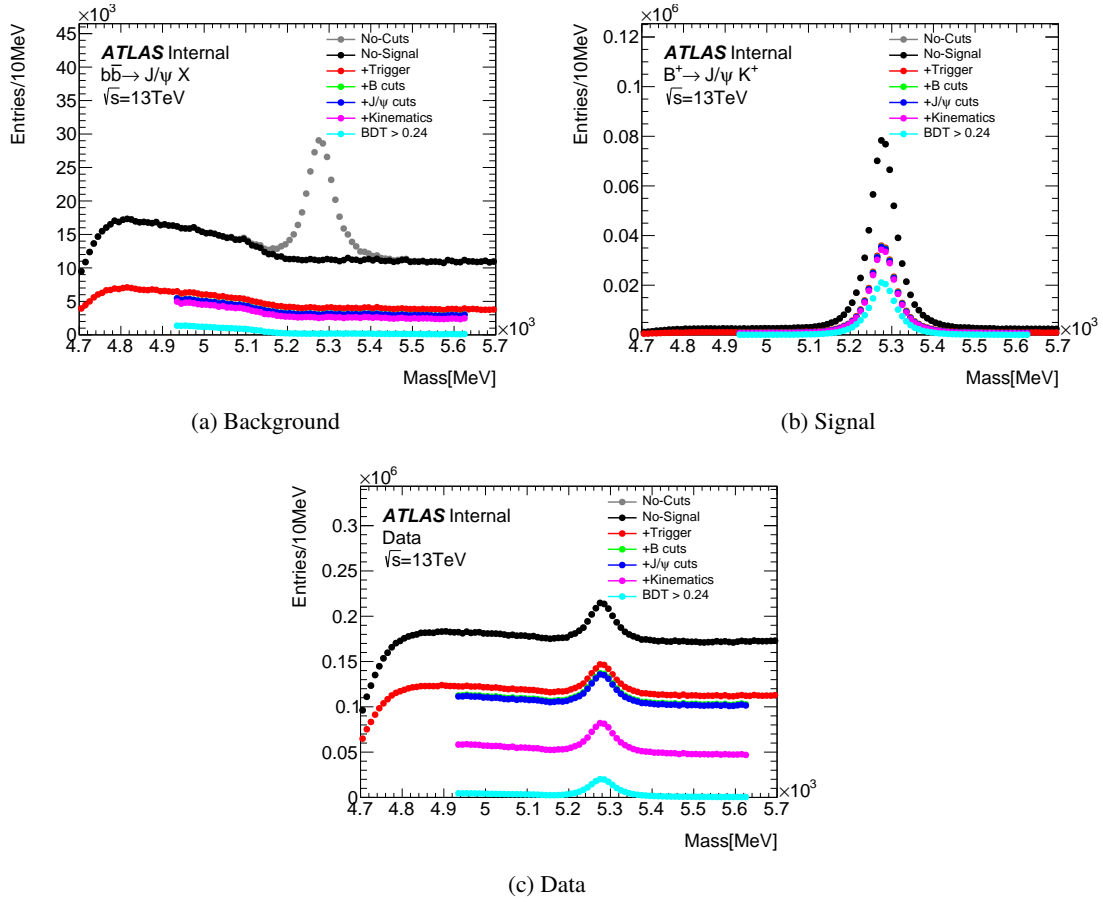 ×10³
Entries/10MeV
45
40
35
30
25
20
15
10
5
0
ATLAS Internal
bb̄→ J/ψ X
√s=13TeV
No-Cuts
No-Signal
+Trigger
+B cuts
+J/ψ cuts
+Kinematics
BDT > 0.24
4.7 4.8 4.9 5 5.1 5.2 5.3 5.4 5.5 5.6 5.7
×10³
Mass[MeV]
(a) Background
×10⁶
Entries/10MeV
0.12
0.1
0.08
0.06
0.04
0.02
0
ATLAS Internal
B⁺→ J/ψ K⁺
√s=13TeV
No-Cuts
No-Signal
+Trigger
+B cuts
+J/ψ cuts
+Kinematics
BDT > 0.24
4.7 4.8 4.9 5 5.1 5.2 5.3 5.4 5.5 5.6 5.7
×10³
Mass[MeV]
(b) Signal
×10⁶
Entries/10MeV
0.3
0.26
0.2
0.15
0.1
0.05
0
ATLAS Internal
Data
√s=13TeV
No-Cuts
No-Signal
+Trigger
+B cuts
+J/ψ cuts
+Kinematics
BDT > 0.24
4.7 4.8 4.9 5 5.1 5.2 5.3 5.4 5.5 5.6 5.7
×10³
Mass[MeV]
(c) Data